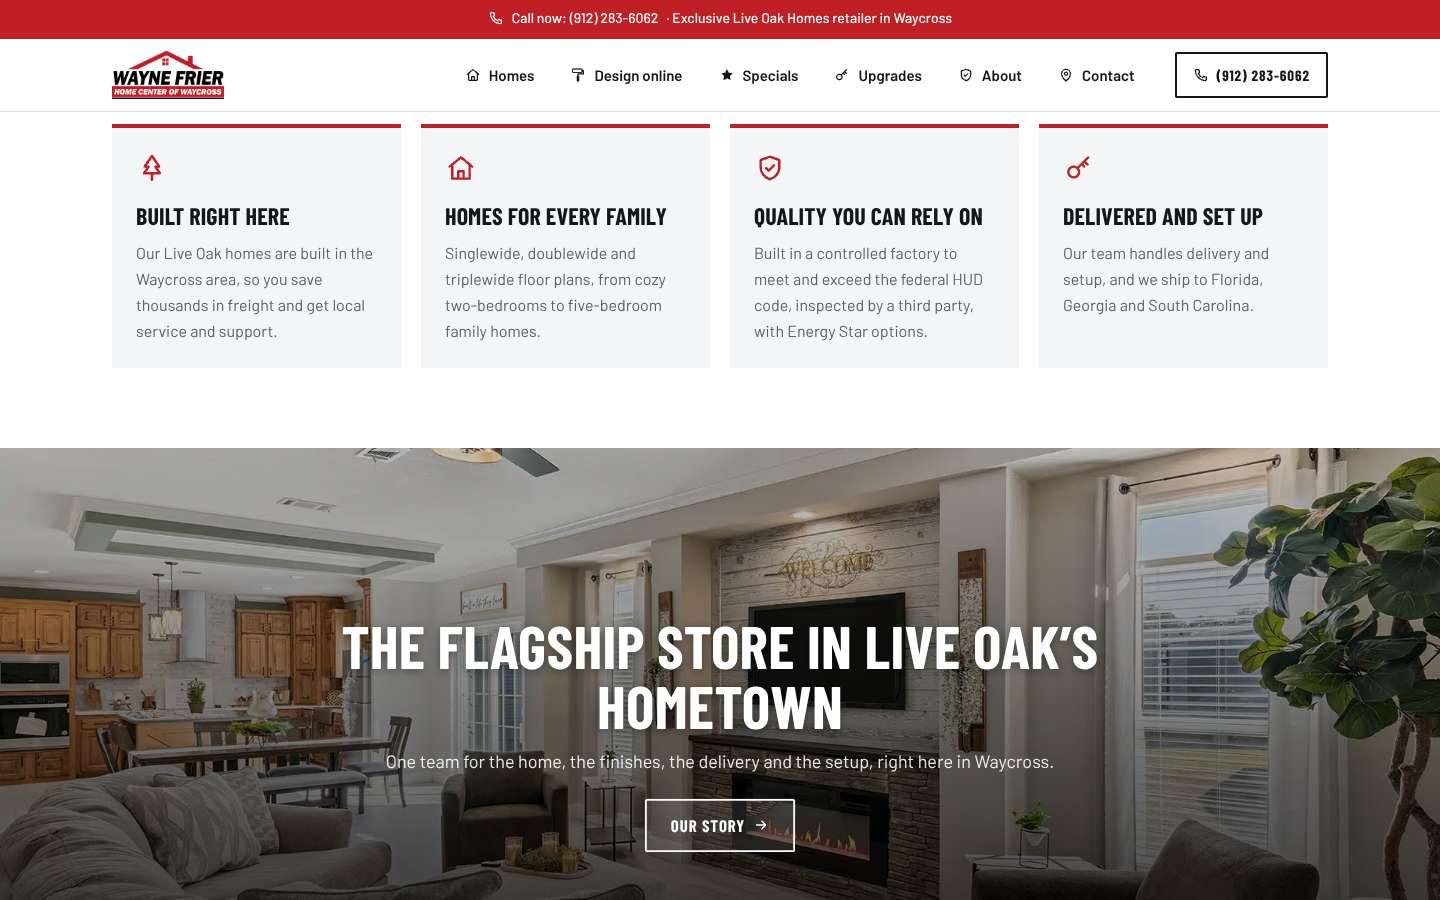 Call now: (912) 283-6062 · Exclusive Live Oak Homes retailer in Waycross
WAYNE FRIER
HOME CENTER OF WAYCROSS
Homes
Design online
Specials
Upgrades
About
Contact
(912) 283-6062
BUILT RIGHT HERE
Our Live Oak homes are built in the
Waycross area, so you save
thousands in freight and get local
service and support.
HOMES FOR EVERY FAMILY
Singlewide, doublewide and
triplewide floor plans, from cozy
two-bedrooms to five-bedroom
family homes.
QUALITY YOU CAN RELY ON
Built in a controlled factory to
meet and exceed the federal HUD
code, inspected by a third party,
with Energy Star options.
DELIVERED AND SET UP
Our team handles delivery and
setup, and we ship to Florida,
Georgia and South Carolina.
WELCOME
THE FLAGSHIP STORE IN LIVE OAK’S
HOMETOWN
One team for the home, the finishes, the delivery and the setup, right here in Waycross.
OUR STORY